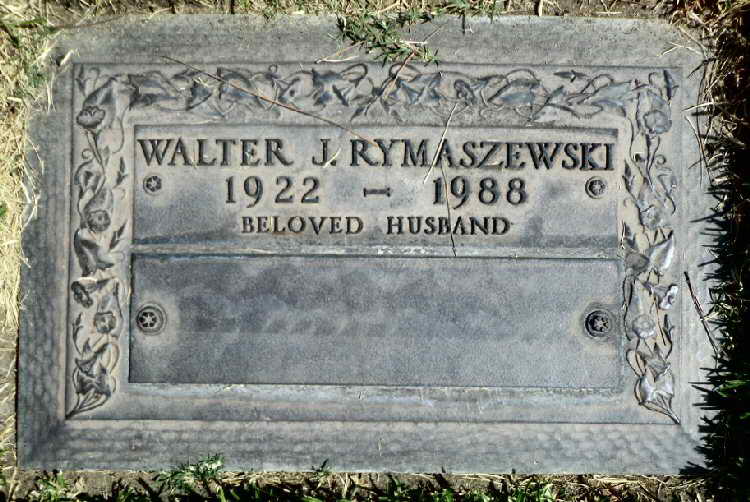 WALTER J. RYMASZEWSKI
1922 – 1988
BELOVED HUSBAND